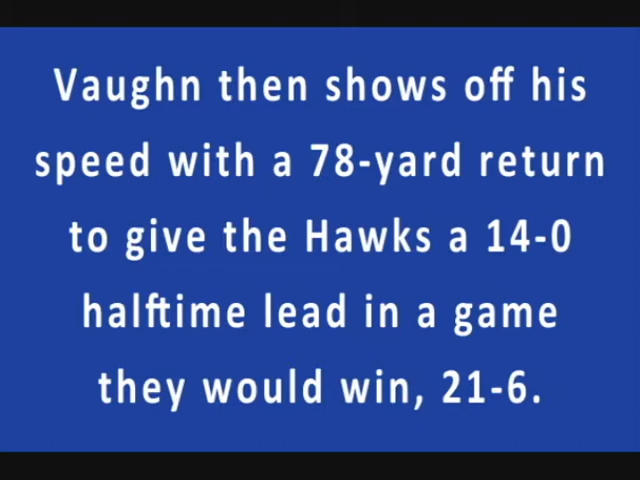 Vaughn then shows off his
speed with a 78-yard return
to give the Hawks a 14-0
halftime lead in a game
they would win, 21-6.